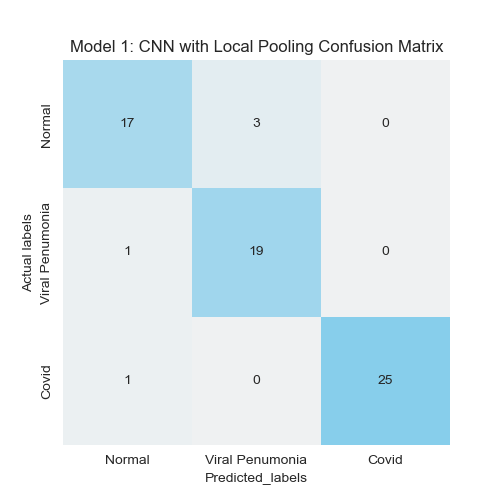 Model 1: CNN with Local Pooling Confusion Matrix
Actual labels
Normal
17 3 0
Viral Penumonia
1 19 0
Covid
1 0 25
Normal Viral Penumonia Covid
Predicted_labels